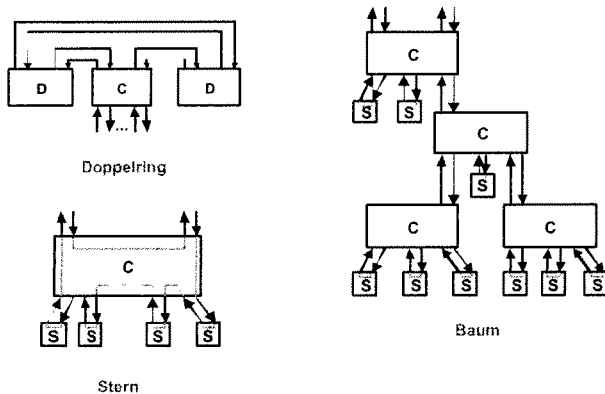 D C D
...
Doppelring
C
S S S S
Stern
C
S S
C
S
C C
S S S S S S
Baum